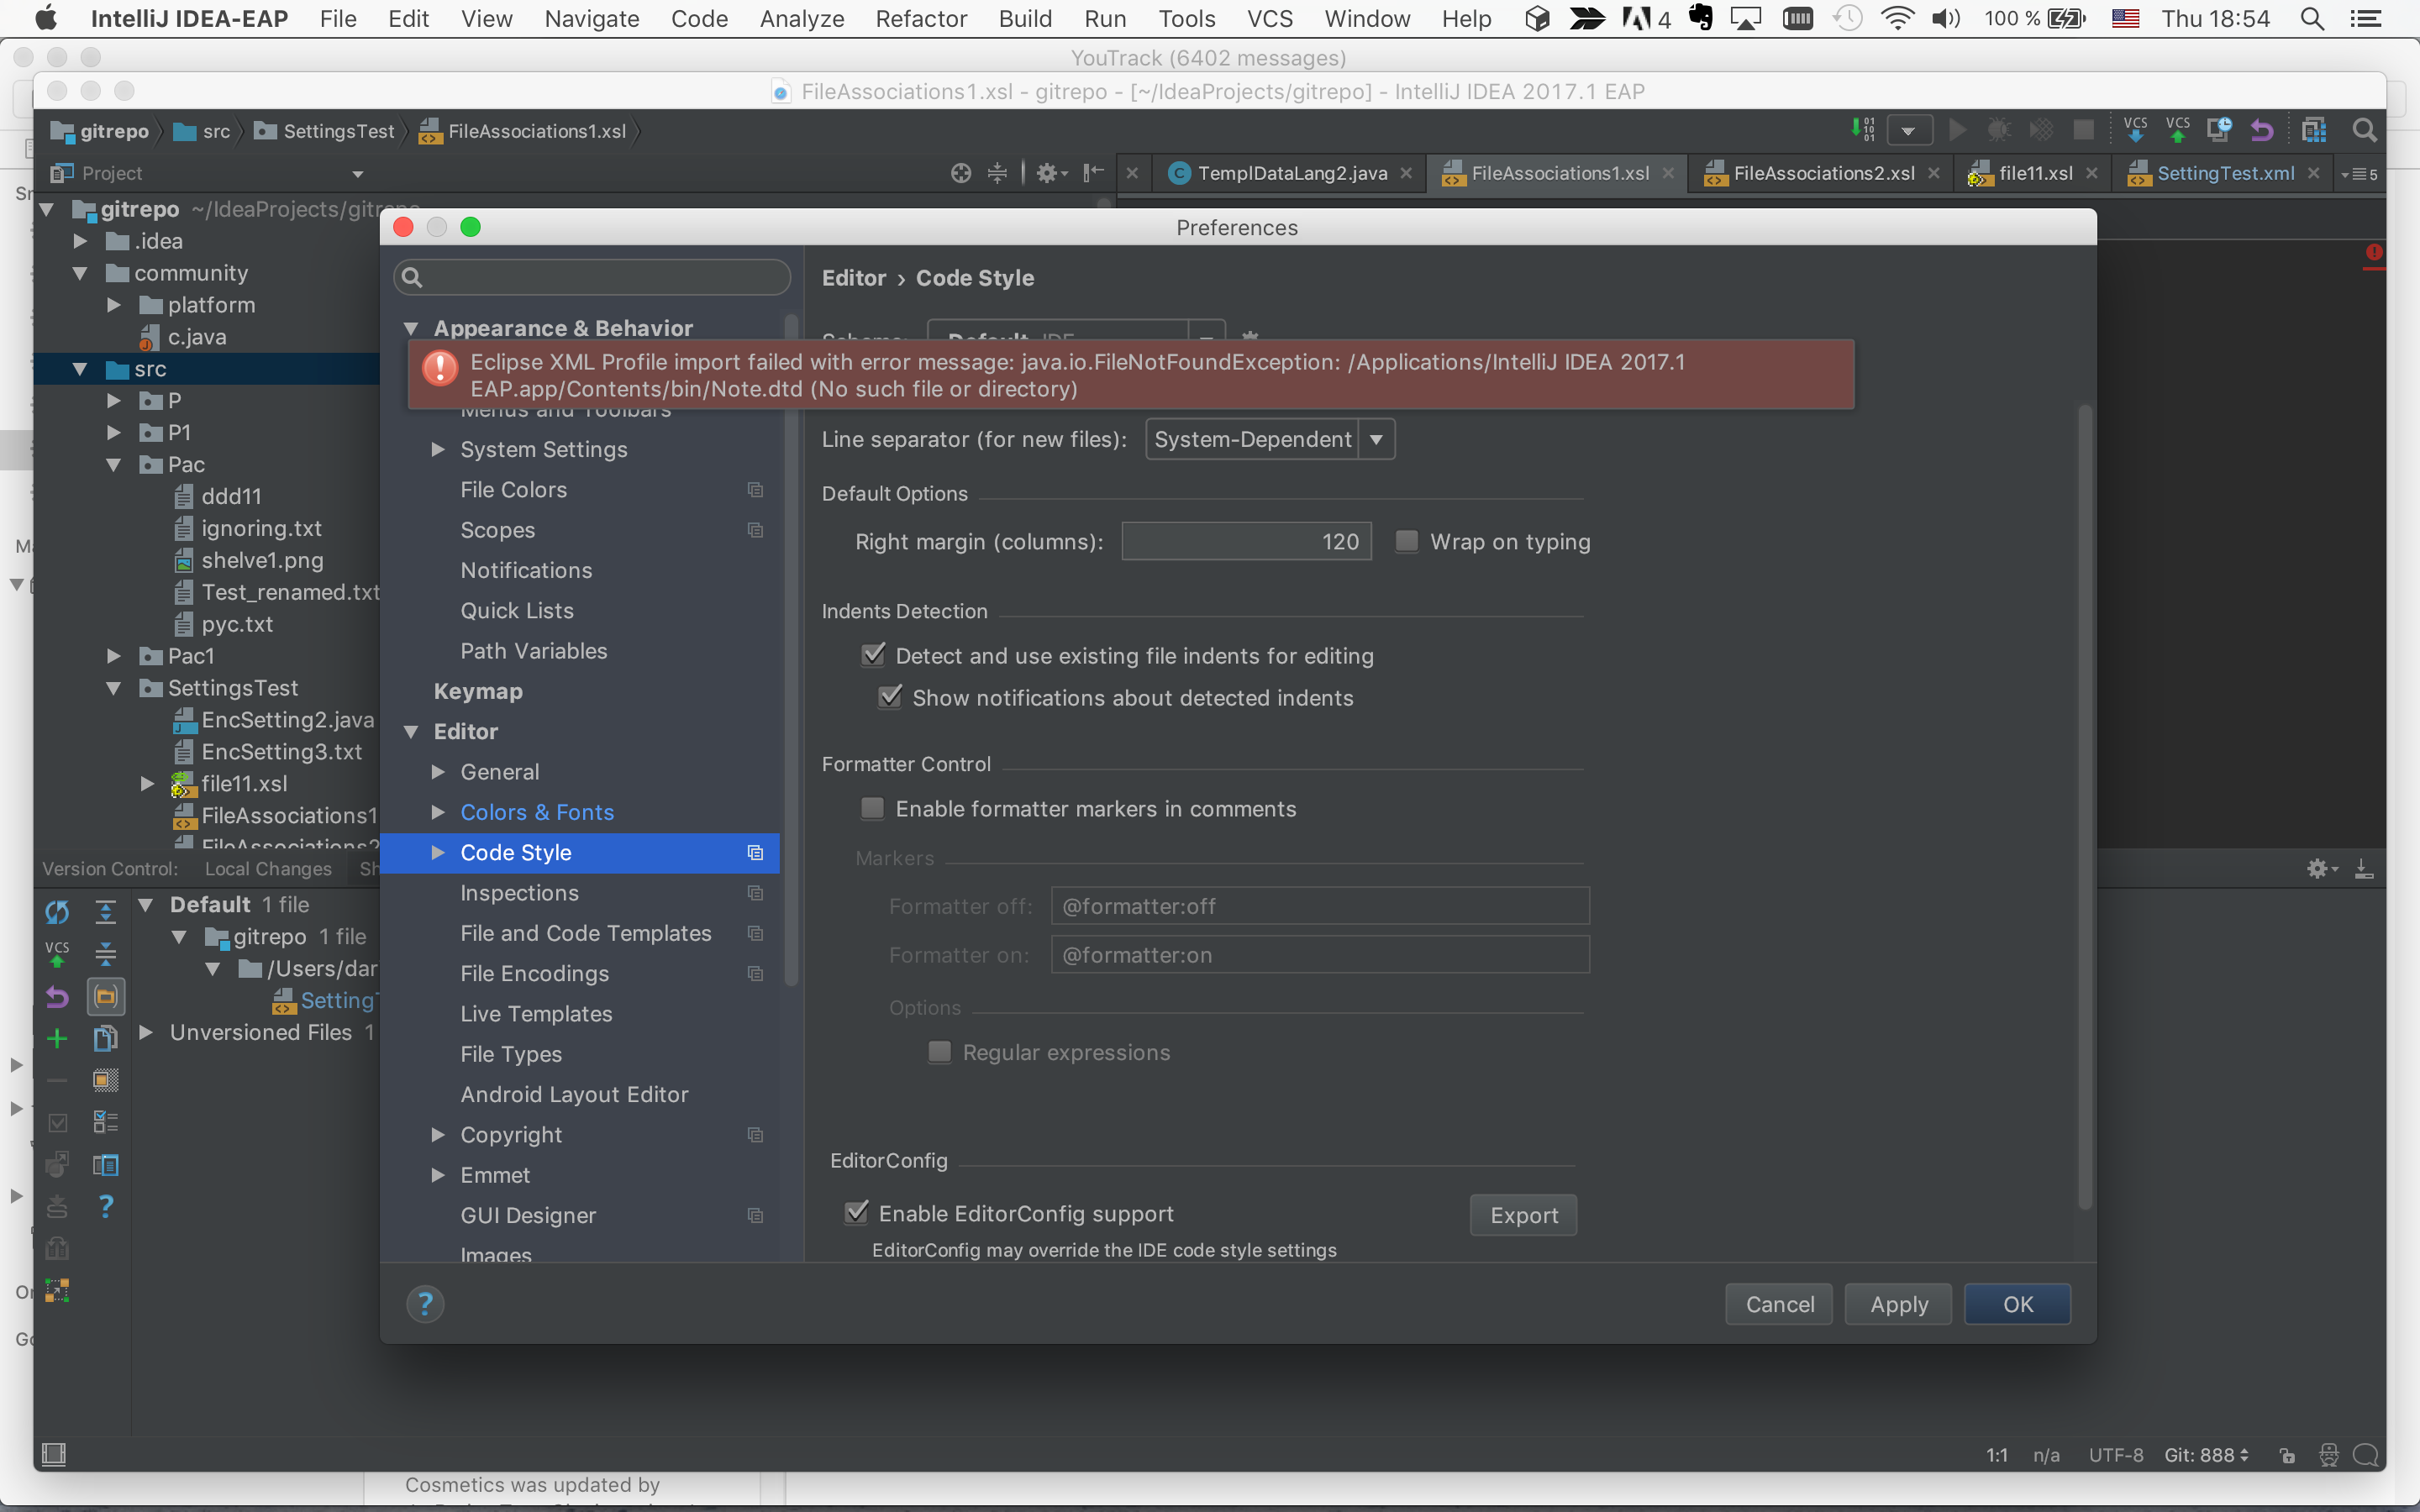 IntelliJ IDEA-EAP File Edit View Navigate Code Analyze Refactor Build Run Tools VCS Window Help 4 100 % Thu 18:54
YouTrack (6402 messages)
FileAssociations1.xsl - gitrepo - [~/IdeaProjects/gitrepo] - IntelliJ IDEA 2017.1 EAP
gitrepo src SettingsTest FileAssociations1.xsl VCS VCS
Project TemplDataLang2.java FileAssociations1.xsl FileAssociations2.xsl file11.xsl SettingTest.xml 5
gitrepo ~/IdeaProjects/gitrepo
.idea
community
platform
c.java
src
P
P1
Pac
ddd11
ignoring.txt
shelve1.png
Test_renamed.txt
pyc.txt
Pac1
SettingsTest
EncSetting2.java
EncSetting3.txt
file11.xsl
FileAssociations1
FileAssociations2
Version Control: Local Changes Sh
Default 1 file
gitrepo 1 file
/Users/dar
SettingT
Unversioned Files 1
VCS
Preferences
Appearance & Behavior
Menus and Toolbars
System Settings
File Colors
Scopes
Notifications
Quick Lists
Path Variables
Keymap
Editor
General
Colors & Fonts
Code Style
Inspections
File and Code Templates
File Encodings
Live Templates
File Types
Android Layout Editor
Copyright
Emmet
GUI Designer
Images
Editor › Code Style
Scheme: Default IDE
Eclipse XML Profile import failed with error message: java.io.FileNotFoundException: /Applications/IntelliJ IDEA 2017.1
EAP.app/Contents/bin/Note.dtd (No such file or directory)
Line separator (for new files): System-Dependent
Default Options
Right margin (columns): 120 Wrap on typing
Indents Detection
Detect and use existing file indents for editing
Show notifications about detected indents
Formatter Control
Enable formatter markers in comments
Markers
Formatter off: @formatter:off
Formatter on: @formatter:on
Options
Regular expressions
EditorConfig
Enable EditorConfig support Export
EditorConfig may override the IDE code style settings
? Cancel Apply OK
1:1 n/a UTF-8 Git: 888
Cosmetics was updated by